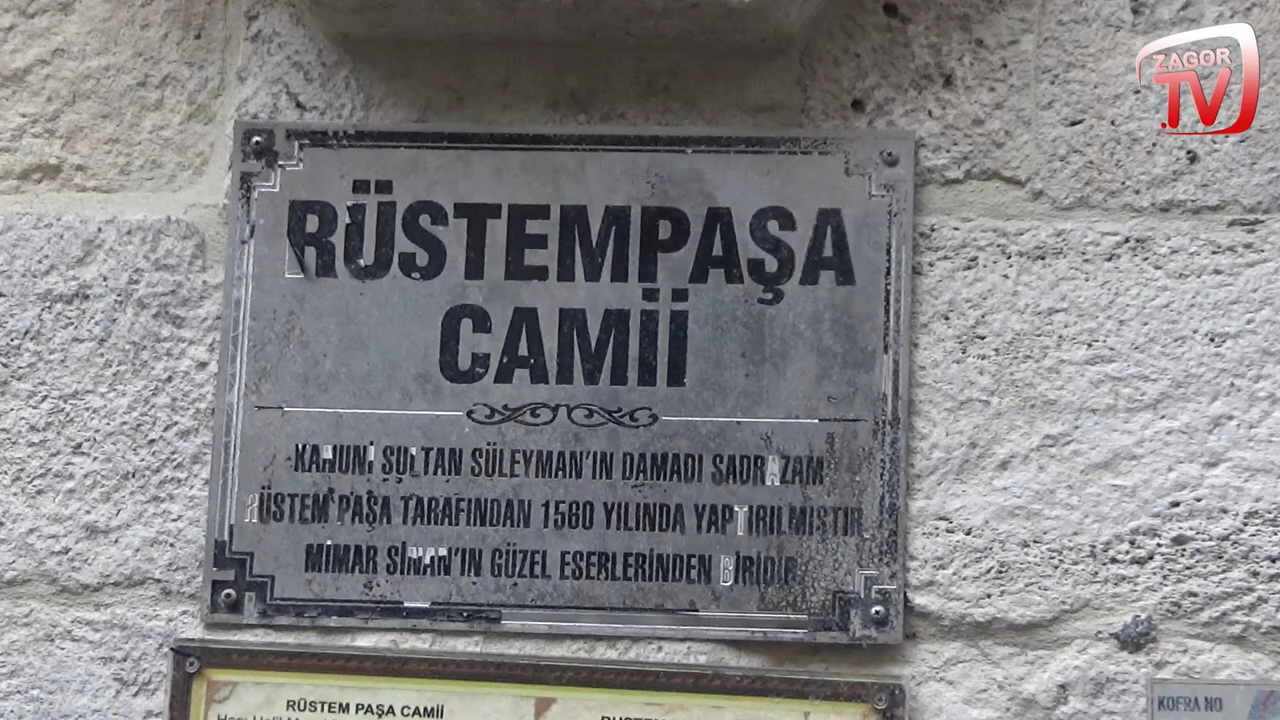 ZAGOR
.TV
RÜSTEMPAŞA
CAMİİ
KANUNİ SULTAN SÜLEYMAN'IN DAMADI SADRAZAM
RÜSTEM PAŞA TARAFINDAN 1560 YILINDA YAPTIRILMIŞTIR
MİMAR SİNAN'IN GÜZEL ESERLERİNDEN BİRİDİR
RÜSTEM PAŞA CAMİİ
KOFRA NO